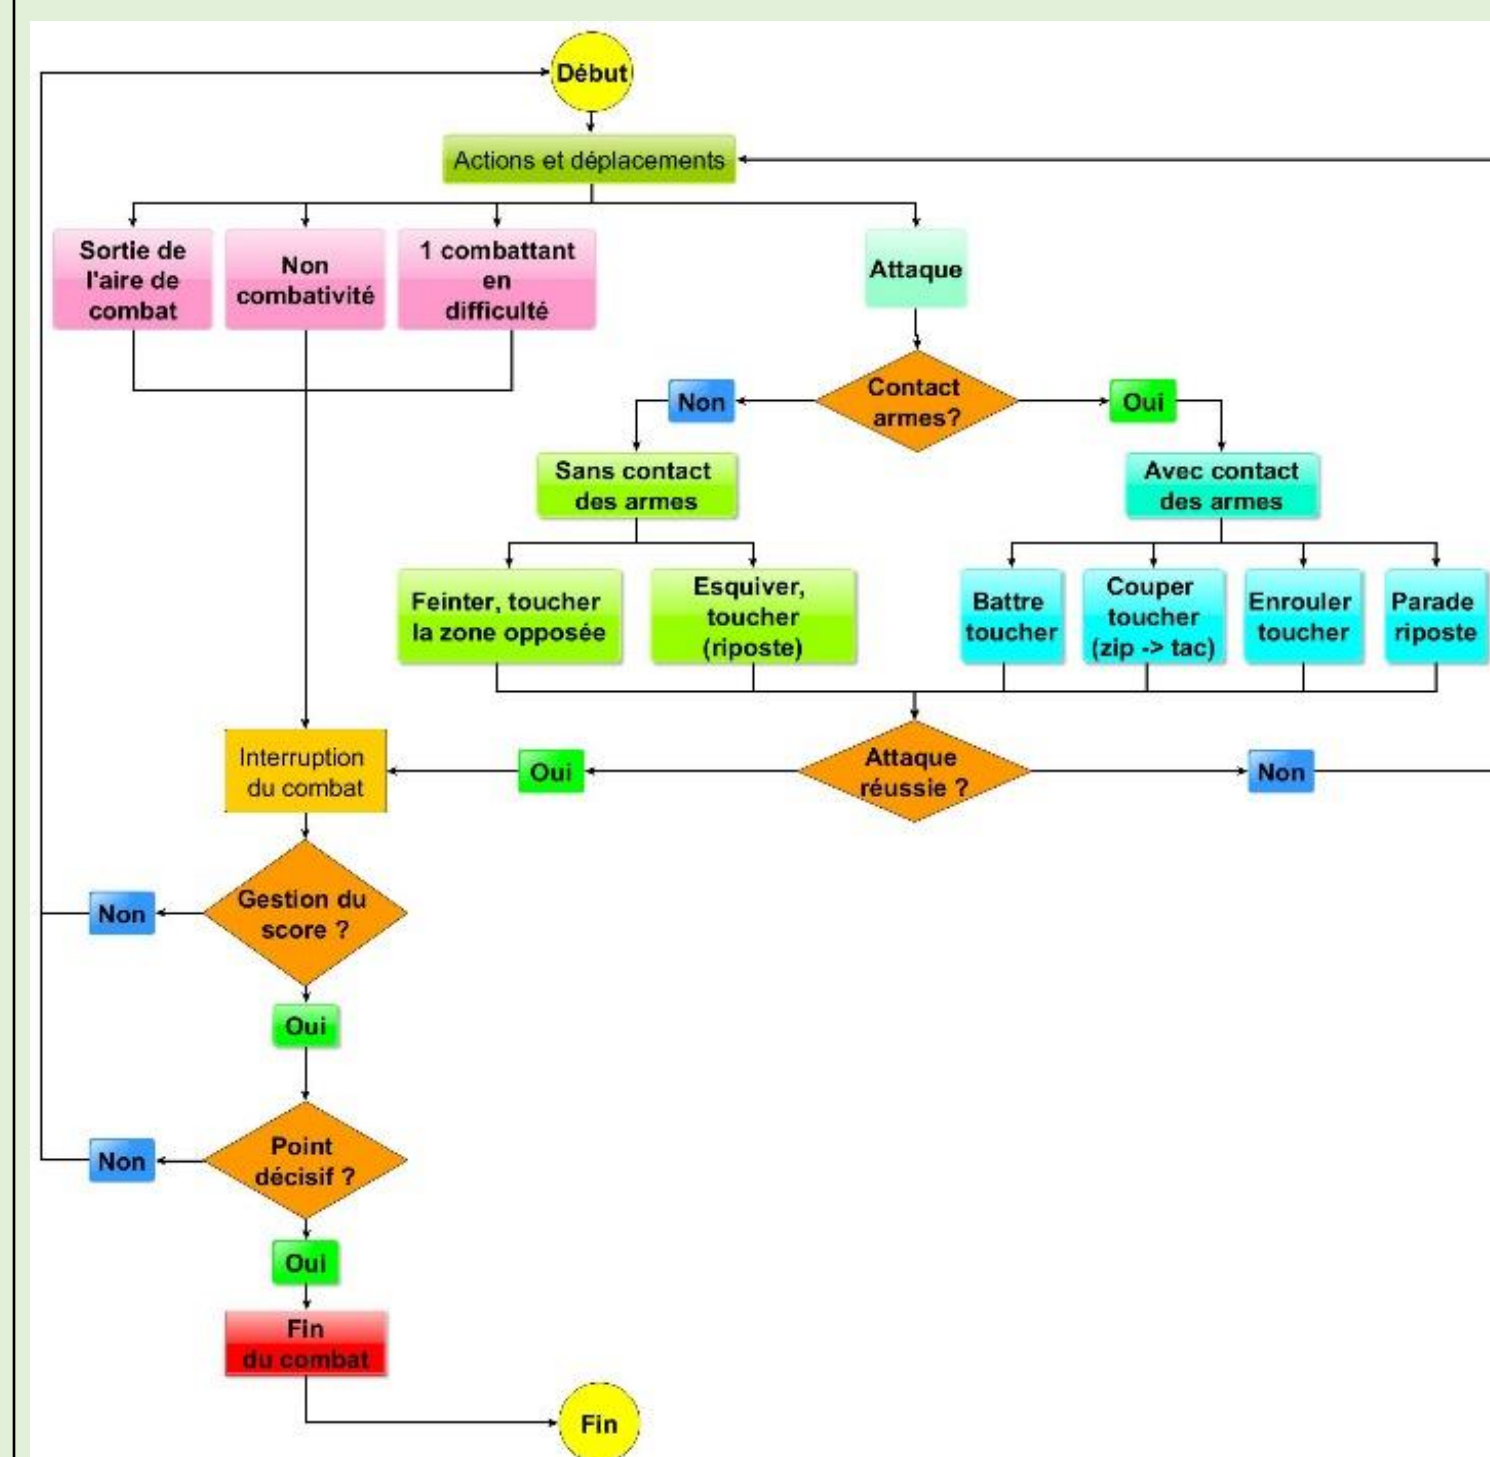 Début
Actions et déplacements
Sortie de
l'aire de
combat
Non
combativité
1 combattant
en
difficulté
Attaque
Contact
armes?
Non
Oui
Sans contact
des armes
Avec contact
des armes
Feinter, toucher
la zone opposée
Esquiver,
toucher
(riposte)
Battre
toucher
Couper
toucher
(zip -> tac)
Enrouler
toucher
Parade
riposte
Interruption
du combat
Oui
Attaque
réussie ?
Non
Gestion du
score ?
Non
Oui
Point
décisif ?
Non
Oui
Fin
du combat
Fin